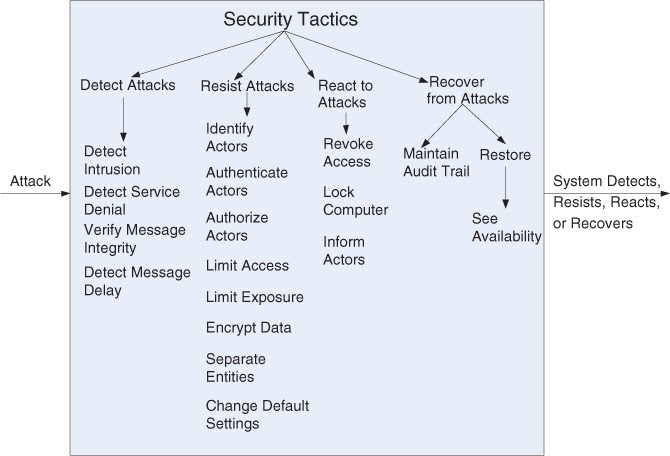 Security Tactics
Detect Attacks
Resist Attacks
React to
Attacks
Recover
from Attacks
Attack
Detect
Intrusion
Detect Service
Denial
Verify Message
Integrity
Detect Message
Delay
Identify
Actors
Authenticate
Actors
Authorize
Actors
Limit Access
Limit Exposure
Encrypt Data
Separate
Entities
Change Default
Settings
Revoke
Access
Lock
Computer
Inform
Actors
Maintain
Audit Trail
Restore
See
Availability
System Detects,
Resists, Reacts,
or Recovers